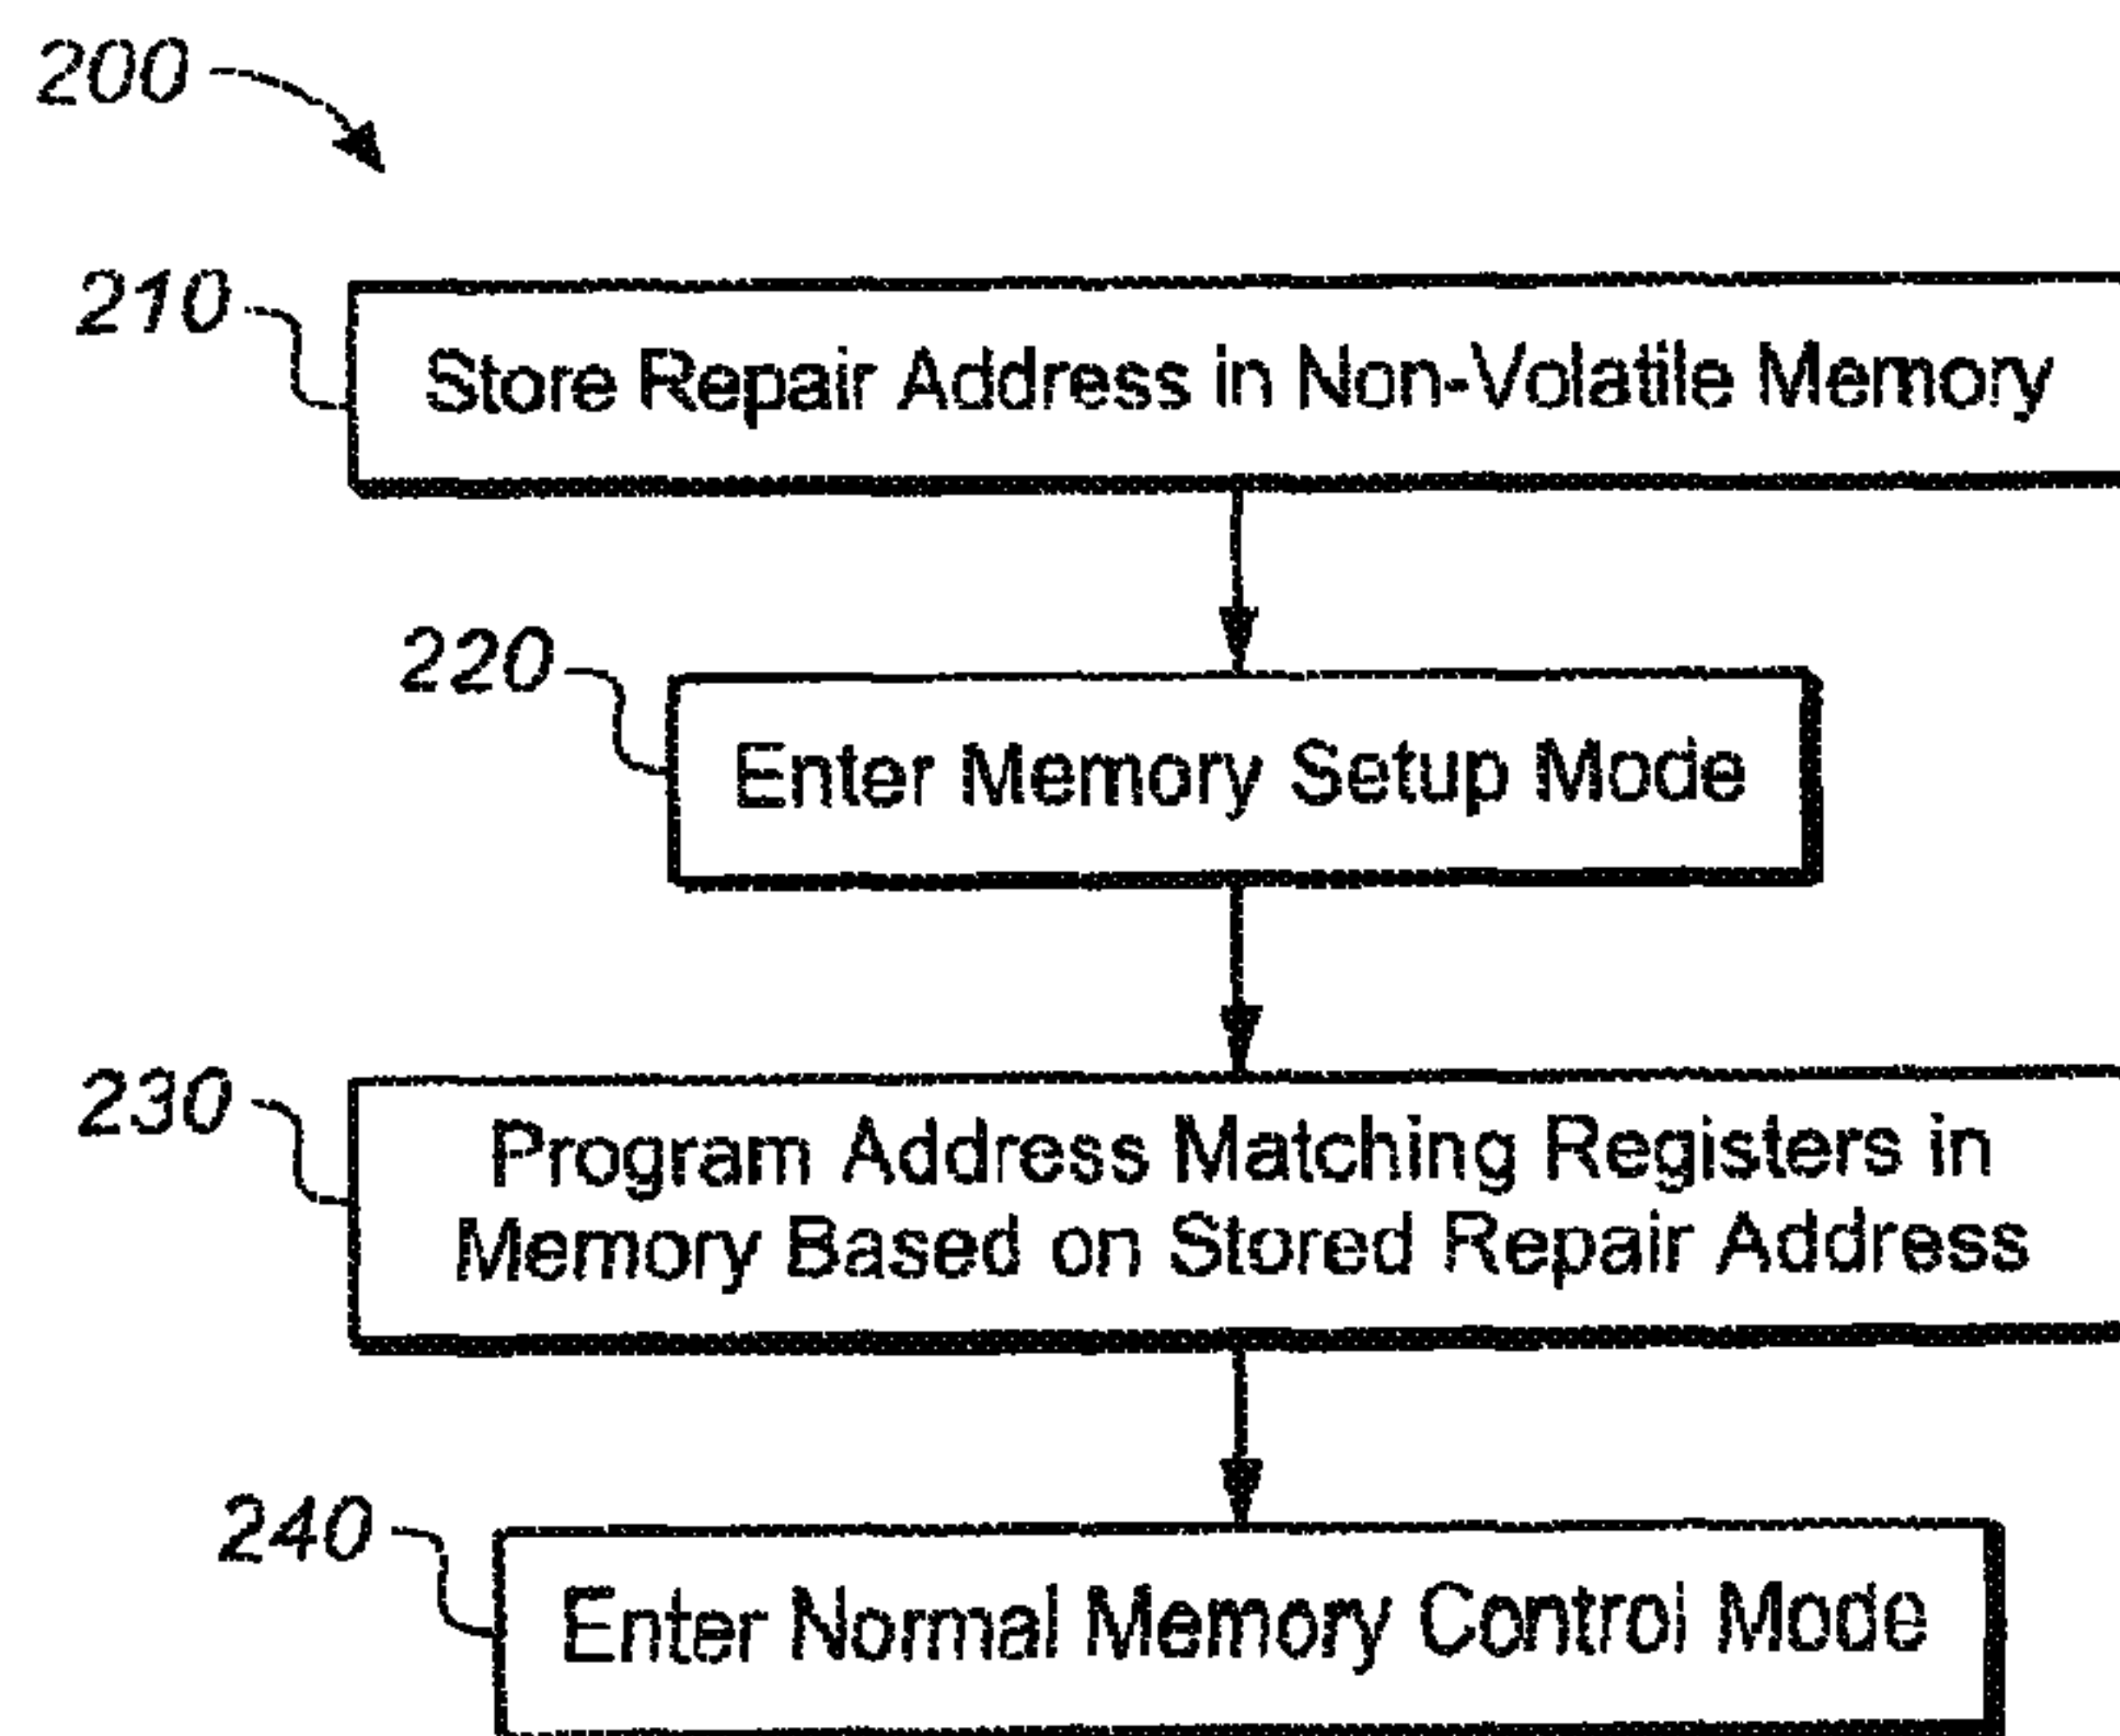 200
210
Store Repair Address in Non-Volatile Memory
220
Enter Memory Setup Mode
230
Program Address Matching Registers in
Memory Based on Stored Repair Address
240
Enter Normal Memory Control Mode